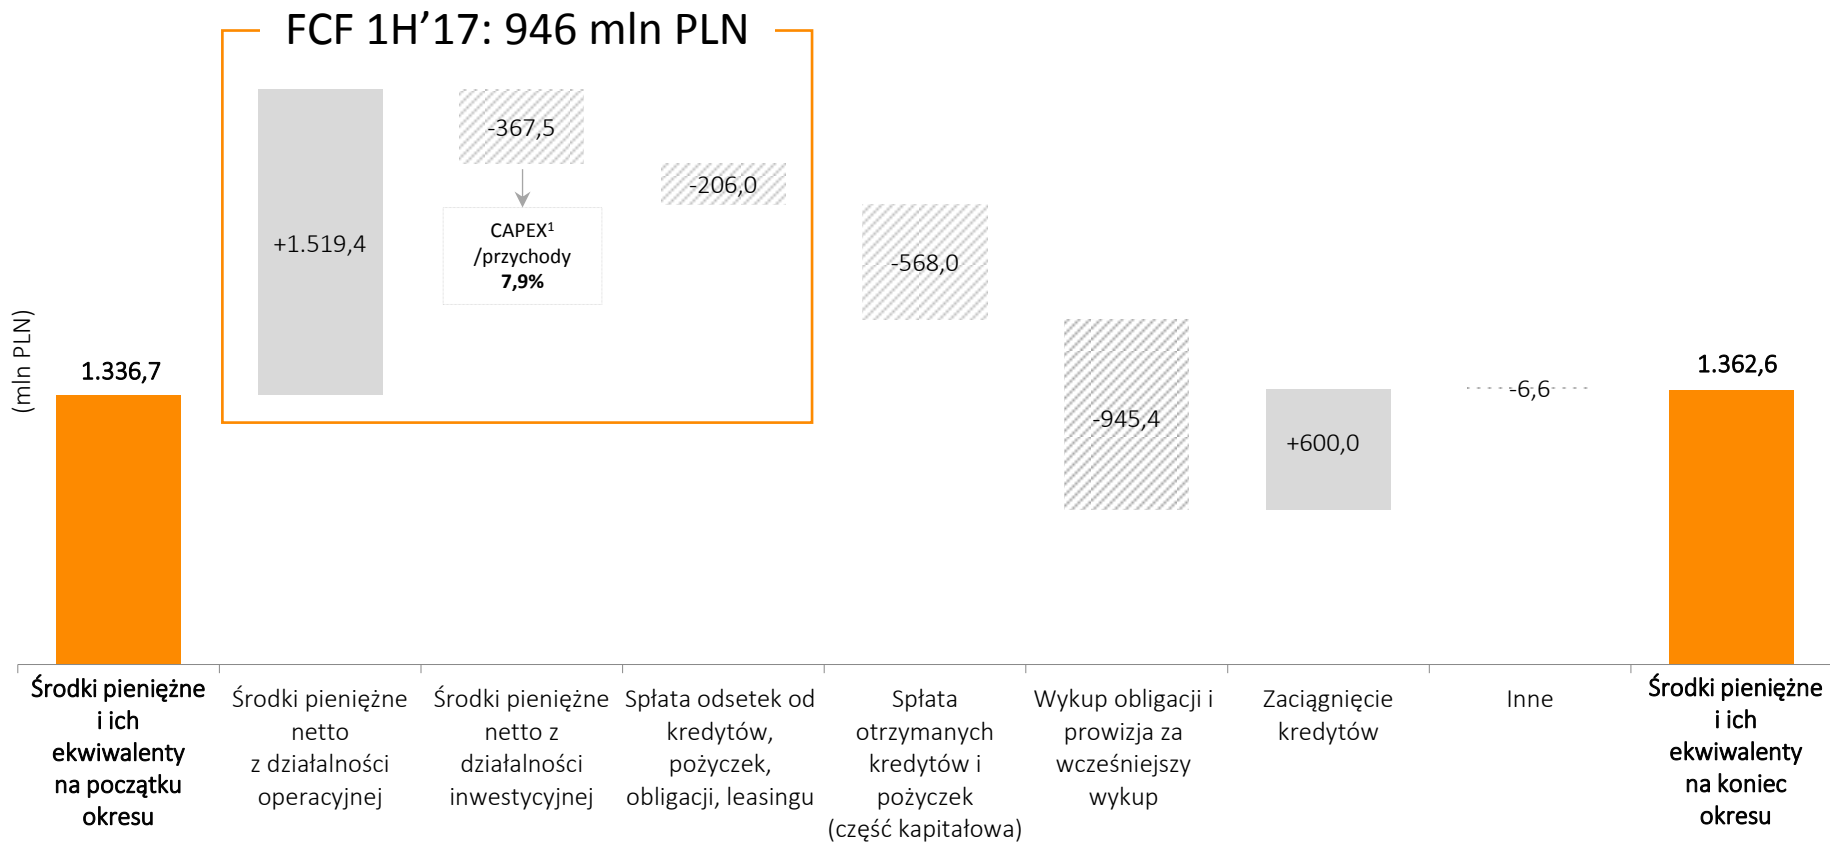 FCF 1H’17: 946 mln PLN
(mln PLN)
1.336,7
+1.519,4
-367,5
CAPEX¹
/przychody
7,9%
-206,0
-568,0
-945,4
+600,0
-6,6
1.362,6
Środki pieniężne
i ich
ekwiwalenty
na początku
okresu
Środki pieniężne
netto
z działalności
operacyjnej
Środki pieniężne
netto z
działalności
inwestycyjnej
Spłata odsetek od
kredytów,
pożyczek,
obligacji, leasingu
Spłata
otrzymanych
kredytów i
pożyczek
(część kapitałowa)
Wykup obligacji i
prowizja za
wcześniejszy
wykup
Zaciągnięcie
kredytów
Inne
Środki pieniężne
i ich
ekwiwalenty
na koniec
okresu